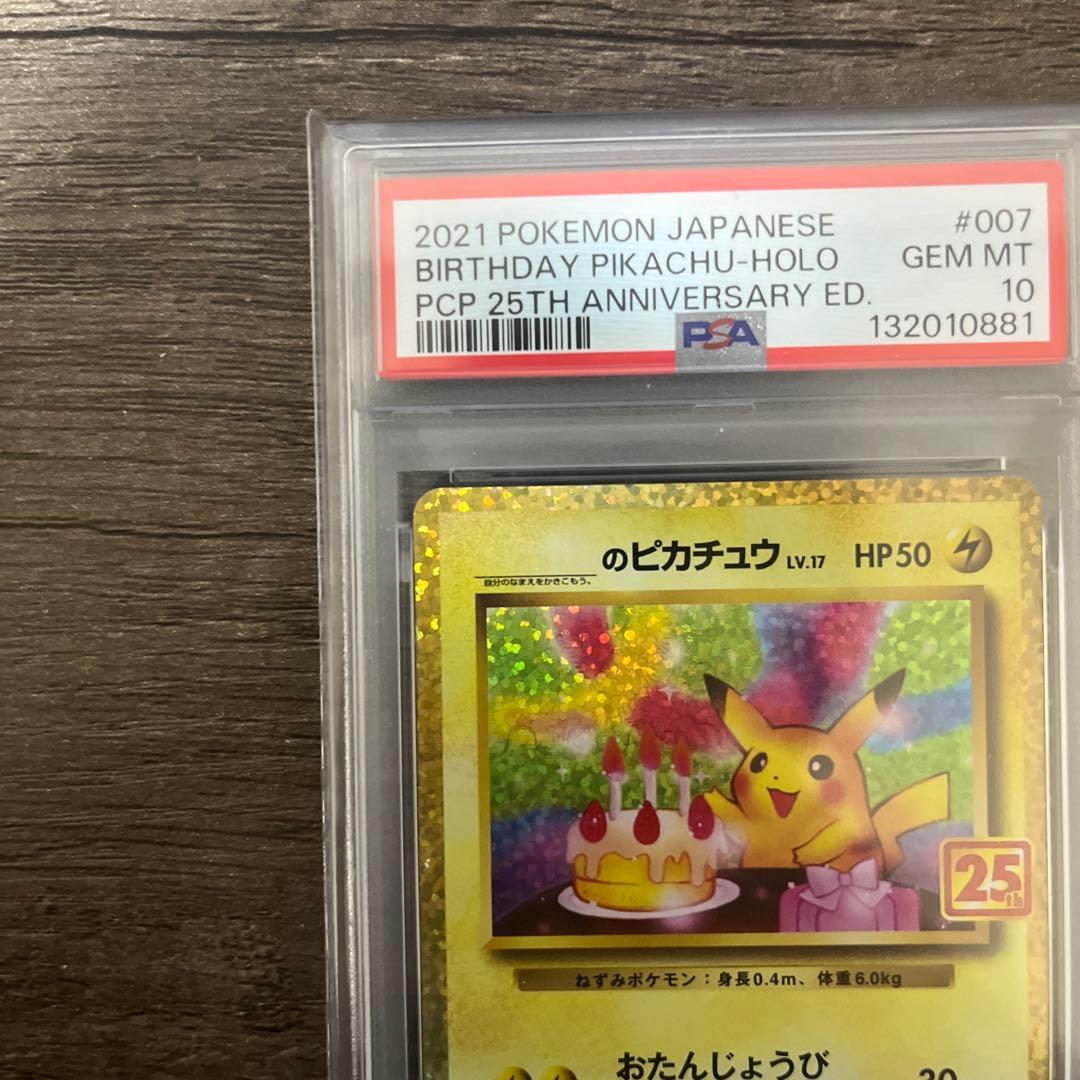 2021 POKEMON JAPANESE #007
BIRTHDAY PIKACHU-HOLO GEM MT
PCP 25TH ANNIVERSARY ED. 10
PSA 132010881
のピカチュウ LV.17 HP50
自分のなまえをかきこもう。
25th
ねずみポケモン：身長0.4m、体重6.0kg
おたんじょうび 30